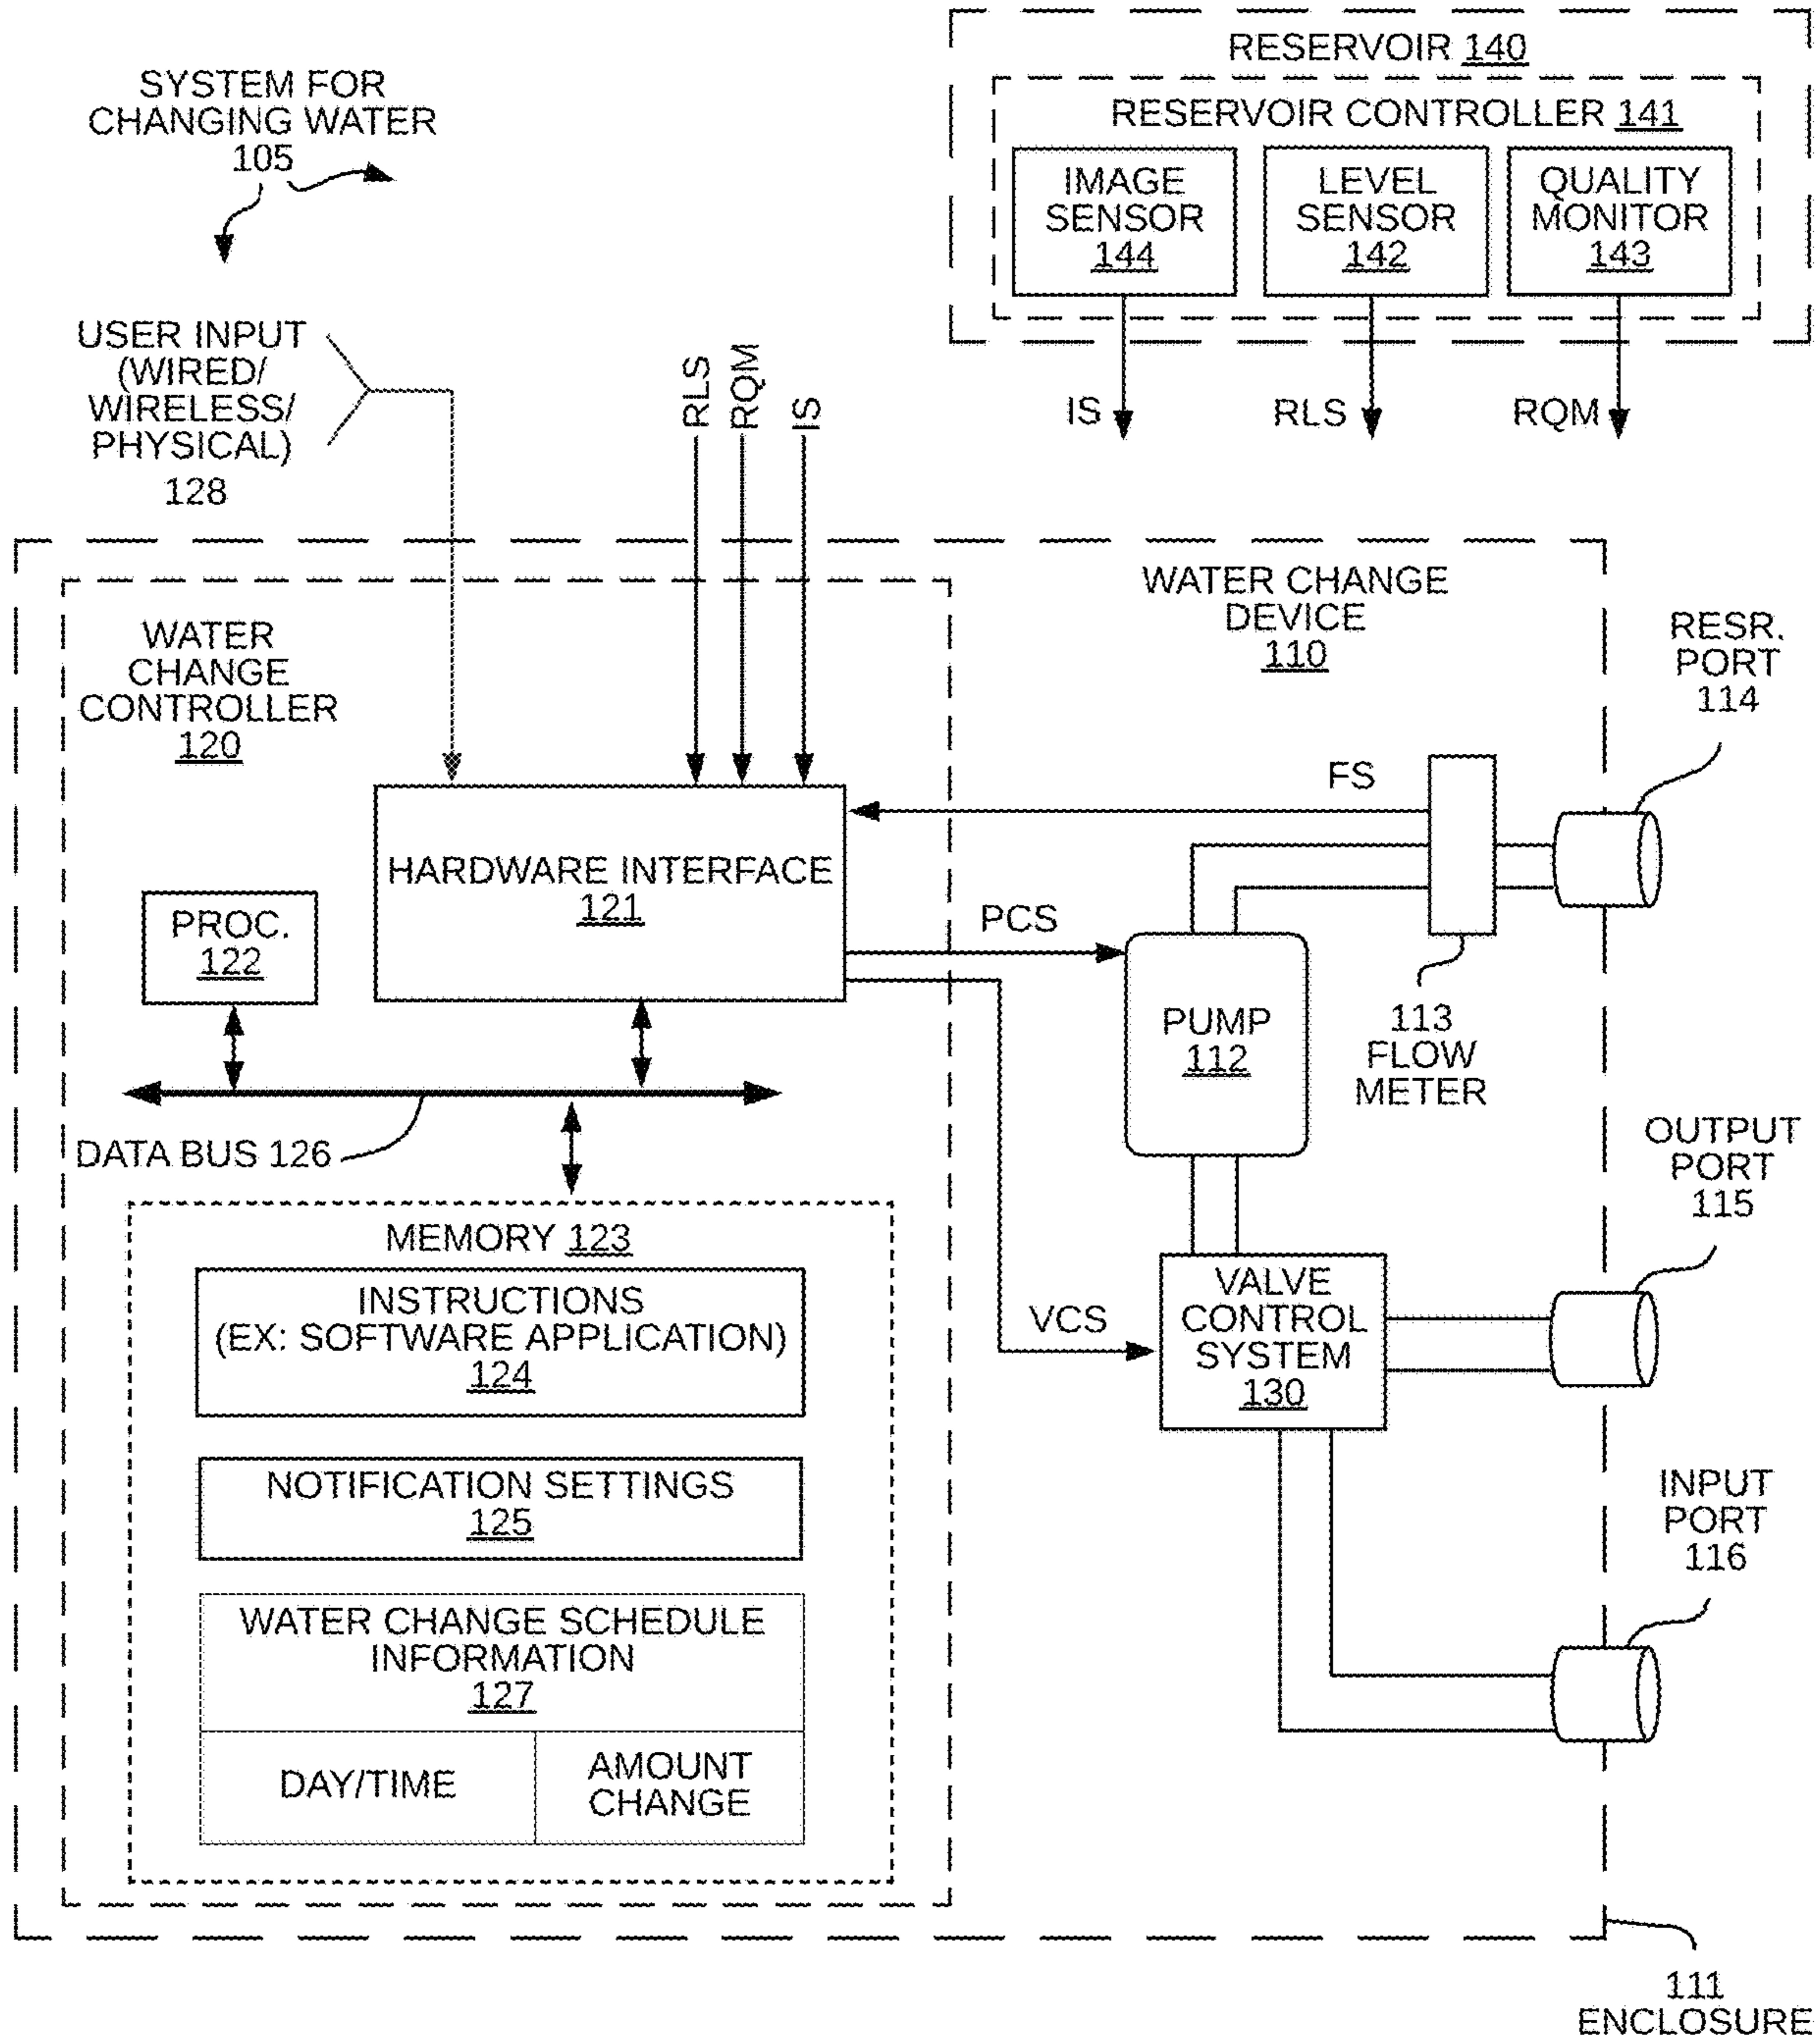 RESERVOIR 140
RESERVOIR CONTROLLER 141
IMAGE
SENSOR
144
LEVEL
SENSOR
142
QUALITY
MONITOR
143
IS
RLS
RQM
SYSTEM FOR
CHANGING WATER
105
USER INPUT
(WIRED/
WIRELESS/
PHYSICAL)
128
RLS
RQM
IS
WATER CHANGE
DEVICE
110
WATER
CHANGE
CONTROLLER
120
HARDWARE INTERFACE
121
PROC.
122
DATA BUS 126
MEMORY 123
INSTRUCTIONS
(EX: SOFTWARE APPLICATION)
124
NOTIFICATION SETTINGS
125
WATER CHANGE SCHEDULE
INFORMATION
127
DAY/TIME
AMOUNT
CHANGE
FS
PCS
VCS
PUMP
112
113
FLOW
METER
VALVE
CONTROL
SYSTEM
130
RESR.
PORT
114
OUTPUT
PORT
115
INPUT
PORT
116
111
ENCLOSURE